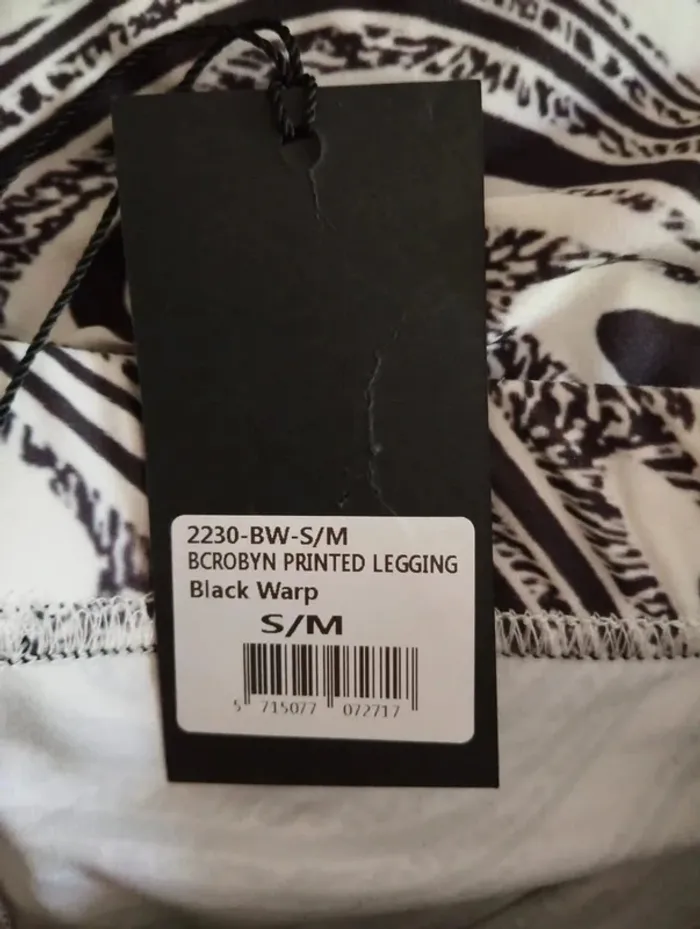 2230-BW-S/M
BCROBYN PRINTED LEGGING
Black Warp
S/M
5 715077 072717